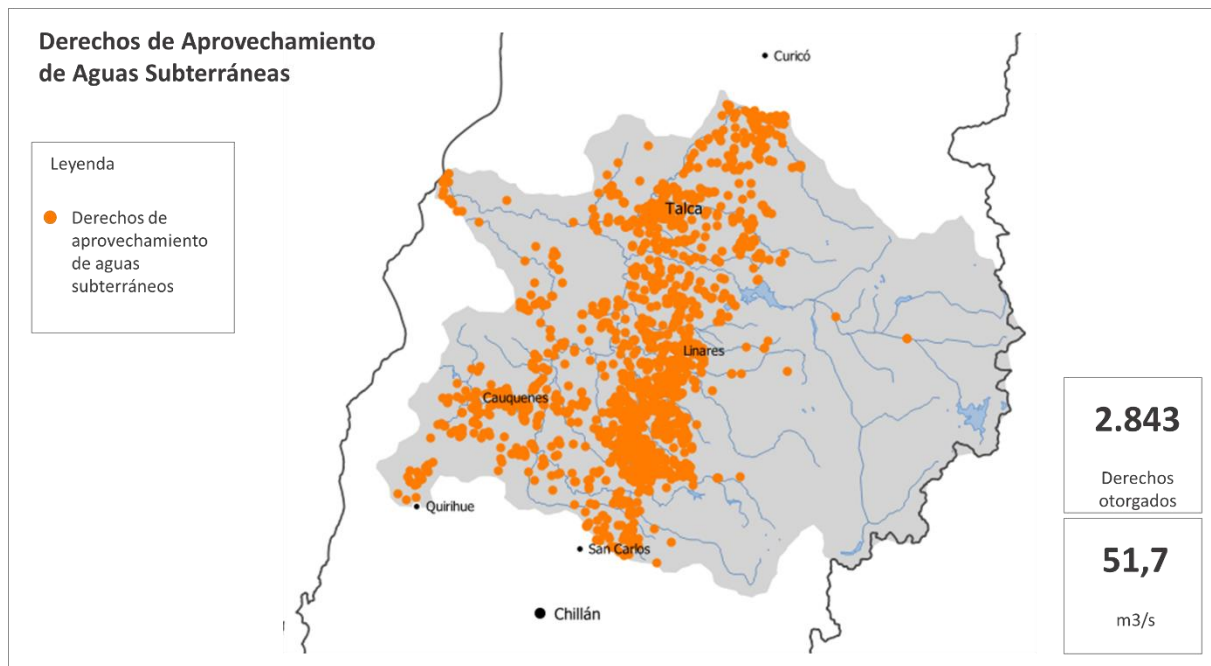 Derechos de Aprovechamiento
de Aguas Subterráneas
Leyenda
Derechos de
aprovechamiento
de aguas
subterráneos
Curicó
Talca
Linares
Cauquenes
Quirihue
San Carlos
Chillán
2.843
Derechos
otorgados
51,7
m3/s